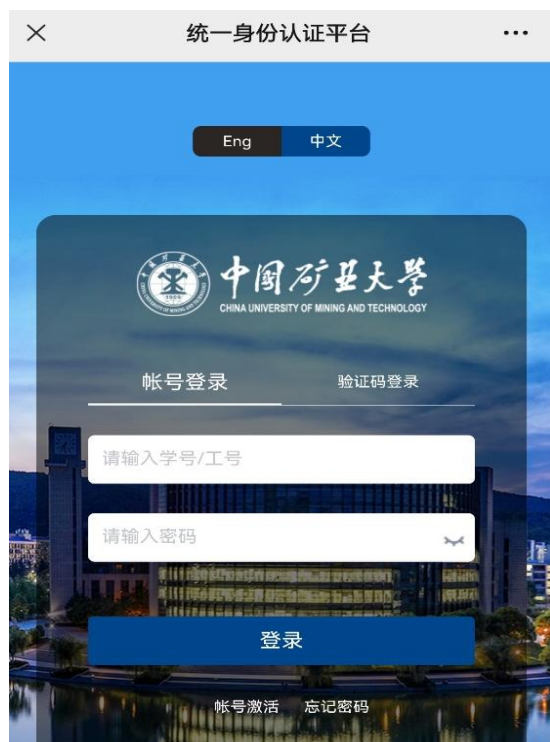 统一身份认证平台
Eng 中文
中国矿业大学
CHINA UNIVERSITY OF MINING AND TECHNOLOGY
1909
帐号登录 验证码登录
请输入学号/工号
请输入密码
登录
帐号激活 忘记密码